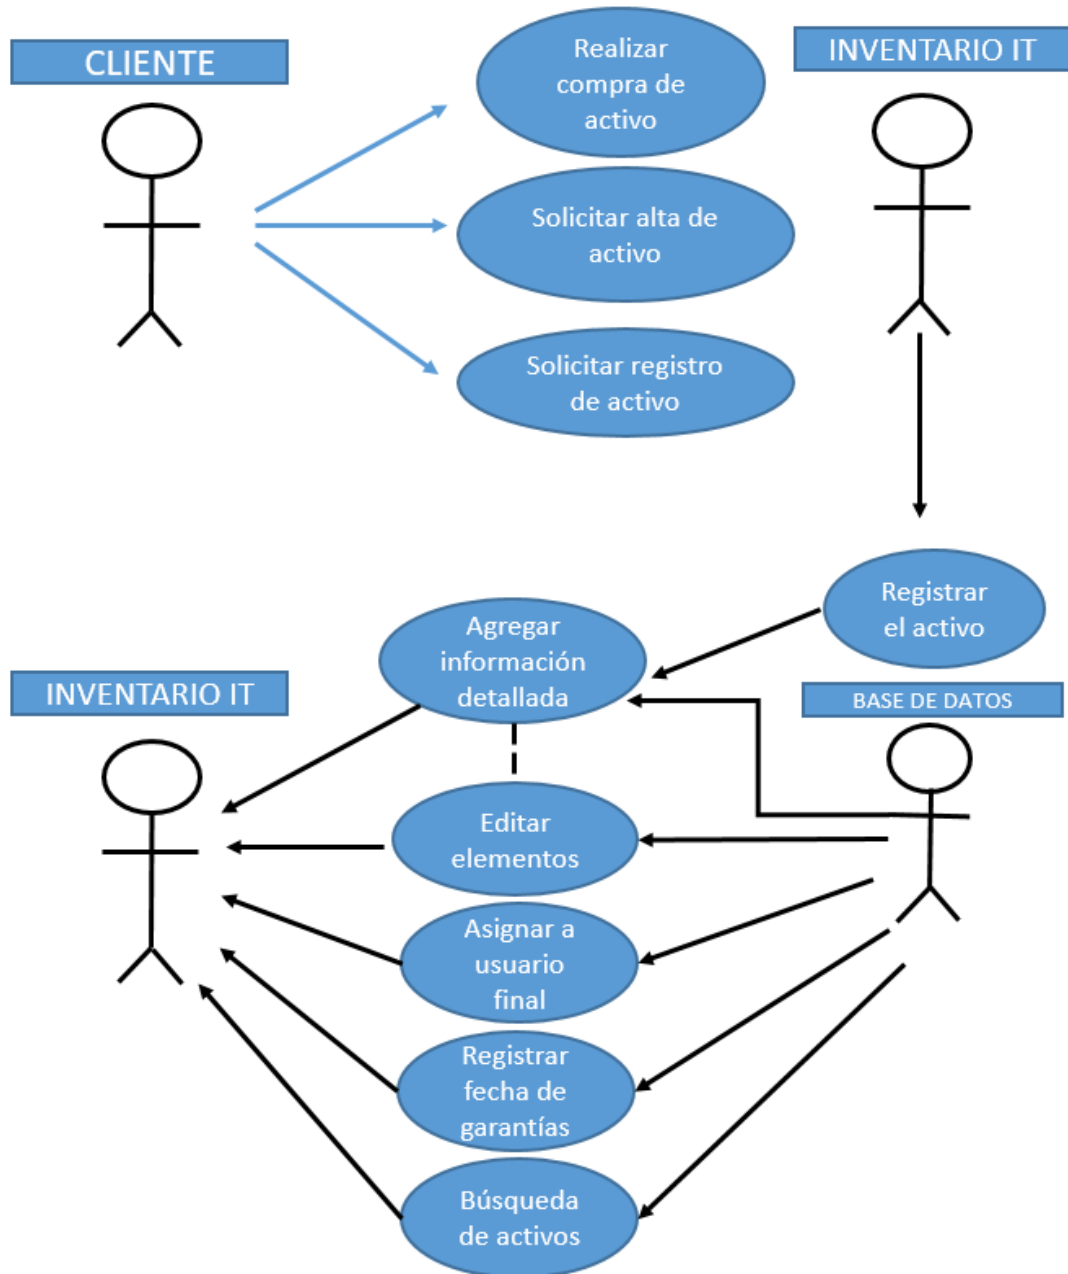 CLIENTE
Realizar
compra de
activo
INVENTARIO IT
Solicitar alta de
activo
Solicitar registro
de activo
Registrar
el activo
Agregar
información
detallada
INVENTARIO IT
BASE DE DATOS
Editar
elementos
Asignar a
usuario
final
Registrar
fecha de
garantías
Búsqueda
de activos